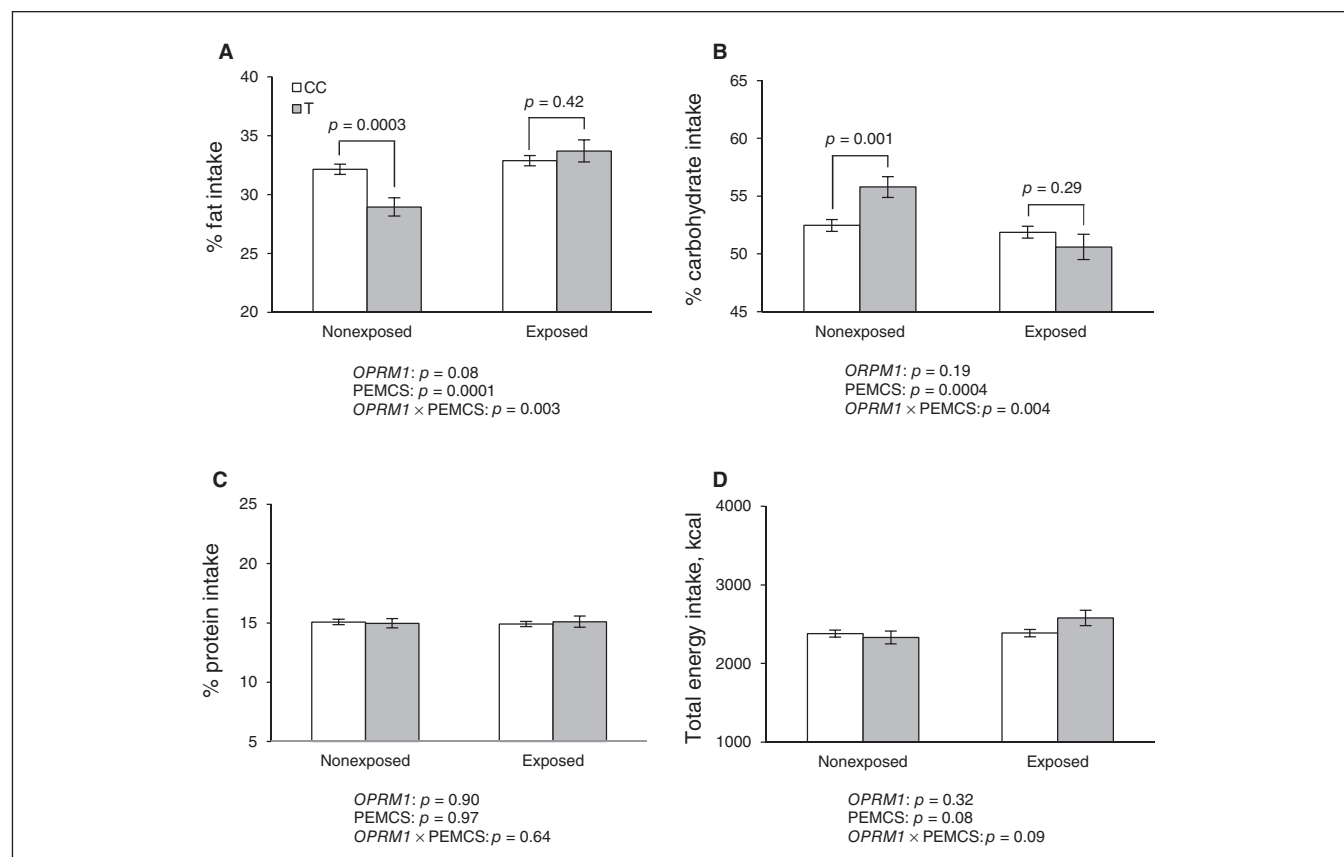 A
40
35
30
25
20
% fat intake
CC
T
p = 0.0003
p = 0.42
Nonexposed
Exposed
OPRM1: p = 0.08
PEMCS: p = 0.0001
OPRM1 × PEMCS: p = 0.003
B
65
60
55
50
45
% carbohydrate intake
p = 0.001
p = 0.29
Nonexposed
Exposed
ORPM1: p = 0.19
PEMCS: p = 0.0004
OPRM1 × PEMCS: p = 0.004
C
25
20
15
10
5
% protein intake
Nonexposed
Exposed
OPRM1: p = 0.90
PEMCS: p = 0.97
OPRM1 × PEMCS: p = 0.64
D
4000
3000
2000
1000
Total energy intake, kcal
Nonexposed
Exposed
OPRM1: p = 0.32
PEMCS: p = 0.08
OPRM1 × PEMCS: p = 0.09